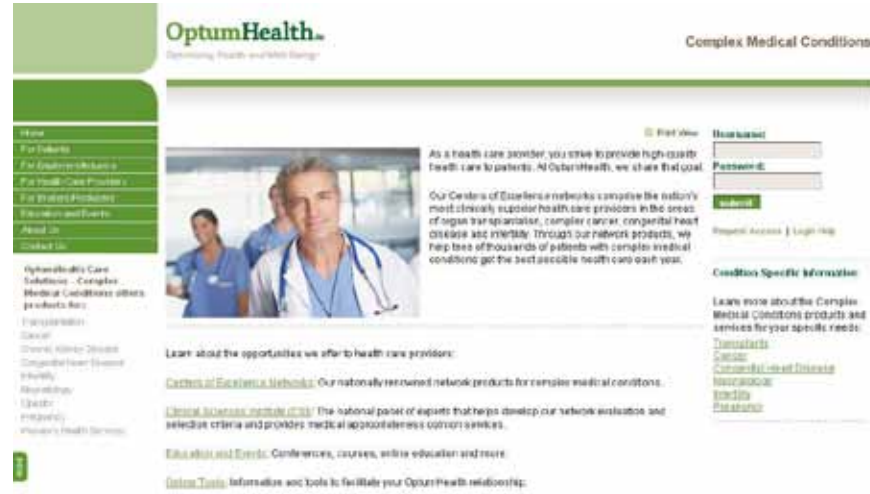 OptumHealth
Optimizing Health and Well-Being
Complex Medical Conditions
Home
For Patients
For Health Care Providers
Education and Events
About Us
Contact Us
OptumHealth Care
Solutions - Complex
Medical Conditions offers
products for:
Transplantation
Cancer
Chronic Kidney Disease
Congenital Heart Disease
Infertility
Neonatology
Pregnancy
Women's Health Services
Print View
As a health care provider, you strive to provide high-quality
health care to patients. At OptumHealth, we share that goal.
Our Centers of Excellence networks comprise the nation's
most clinically superior health care providers in the areas
of organ transplantation, complex cancer, congenital heart
disease and infertility. Through our network products, we
help tens of thousands of patients with complex medical
conditions get the best possible health care each year.
Learn about the opportunities we offer to health care providers:
Centers of Excellence Networks: Our nationally renowned network products for complex medical conditions.
Clinical Sciences Institute (CSI): The national panel of experts that helps develop our network evaluation and
selection criteria and provides medical appropriateness opinion services.
Education and Events: Conferences, courses, online education and more.
Online Tools: Information and tools to facilitate your OptumHealth relationship.
Username:
Password:
submit
Request Access | Login Help
Condition Specific Information
Learn more about the Complex
Medical Conditions products and
services for your specific needs:
Transplants
Cancer
Congenital Heart Disease
Neonatology
Infertility
Pregnancy